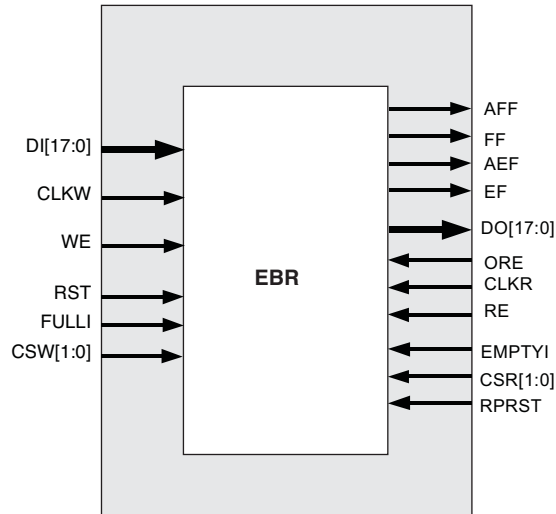 DI[17:0]
CLKW
WE
RST
FULLI
CSW[1:0]
EBR
AFF
FF
AEF
EF
DO[17:0]
ORE
CLKR
RE
EMPTYI
CSR[1:0]
RPRST